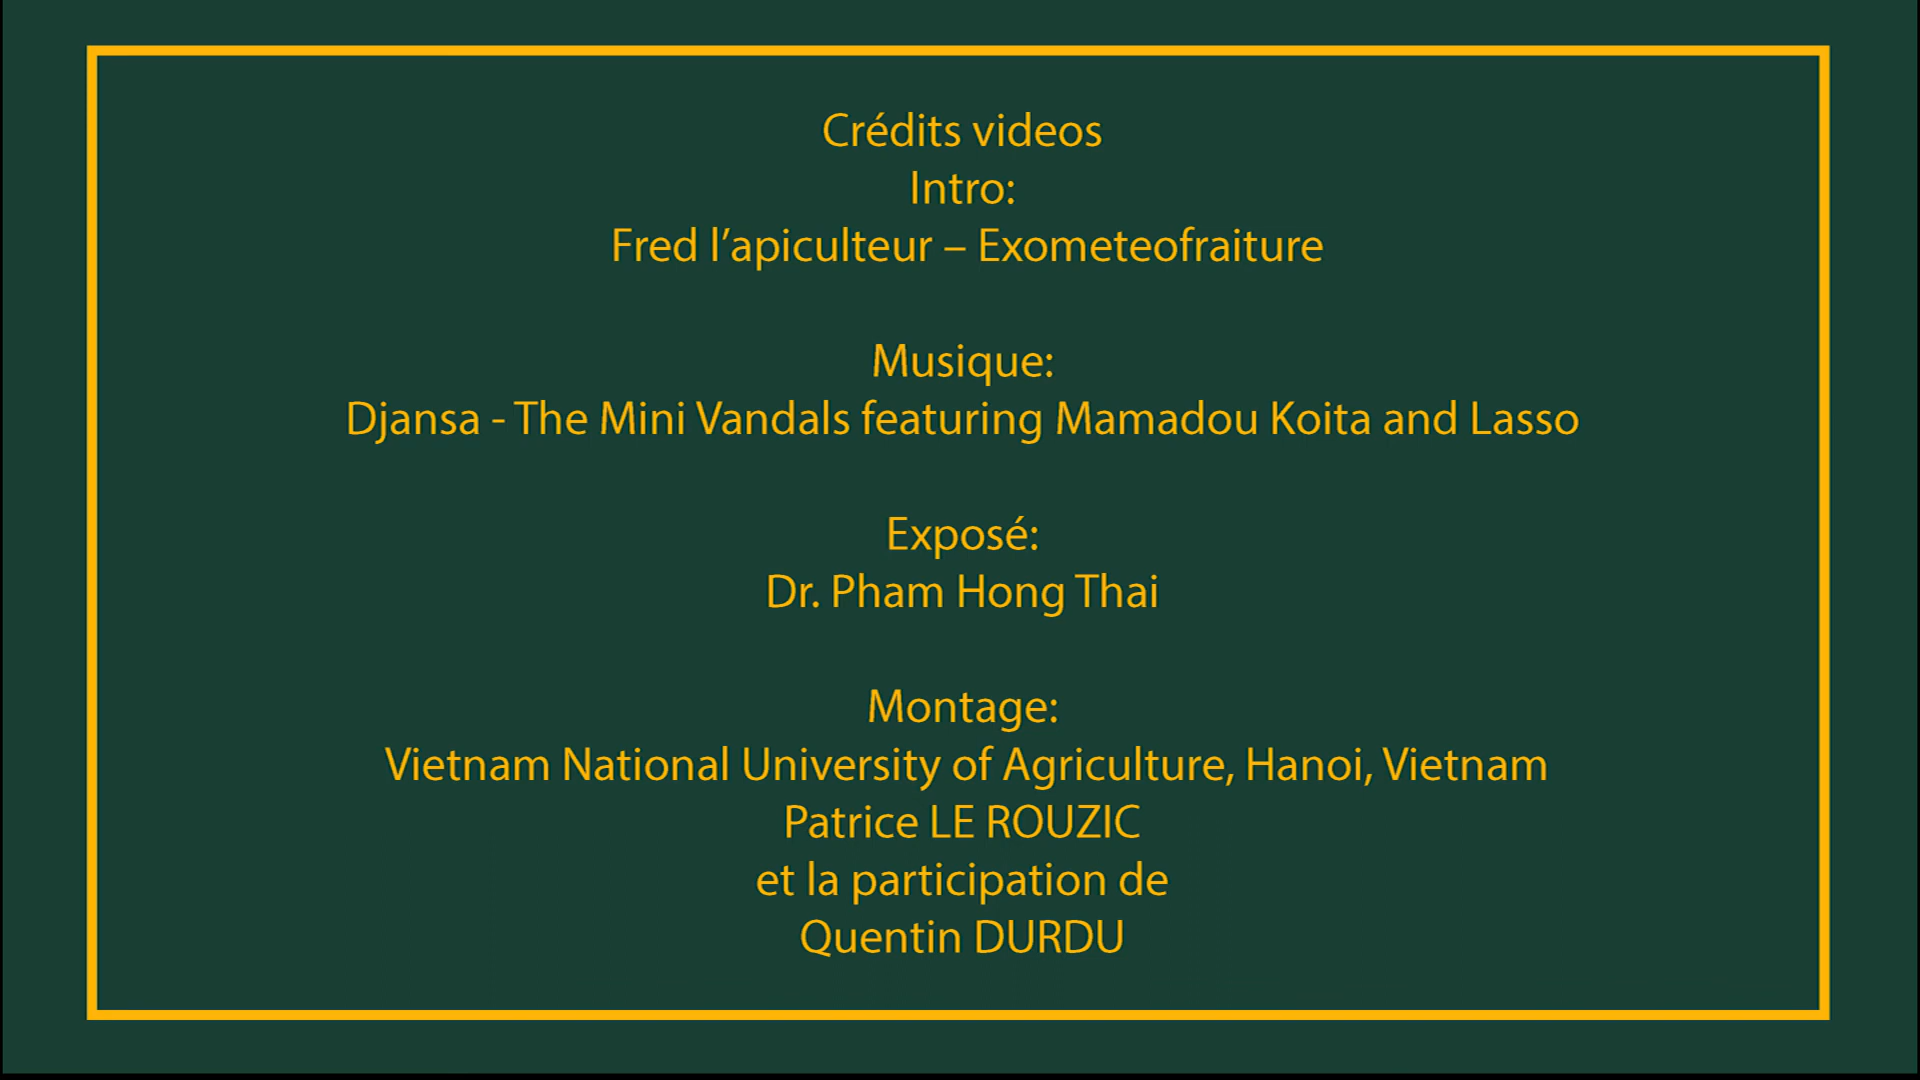 Crédits videos
Intro:
Fred l’apiculteur – Exometeofraiture
Musique:
Djansa - The Mini Vandals featuring Mamadou Koita and Lasso
Exposé:
Dr. Pham Hong Thai
Montage:
Vietnam National University of Agriculture, Hanoi, Vietnam
Patrice LE ROUZIC
et la participation de
Quentin DURDU